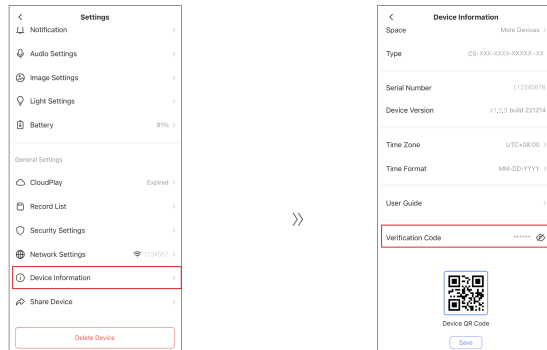 Settings
Notification
Audio Settings
Image Settings
Light Settings
Battery 91%
General Settings
CloudPlay Expired
Record List
Security Settings
Network Settings 1234567
Device Information
Share Device
Delete Device
Device Information
Space More Devices
Type CS-XXX-XXXX-XXXXX-XX
Serial Number L12345678
Device Version V1.2.3 build 221214
Time Zone UTC+08:00
Time Format MM-DD-YYYY
User Guide
Verification Code ******
Device QR Code
Save